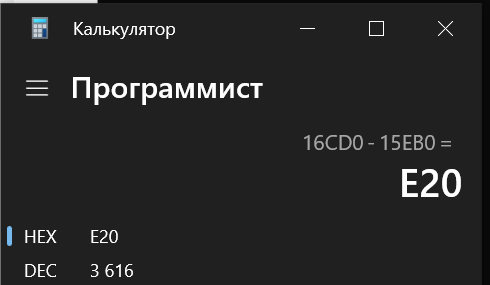 Калькулятор
Программист
16CD0 - 15EB0 =
E20
HEX E20
DEC 3 616